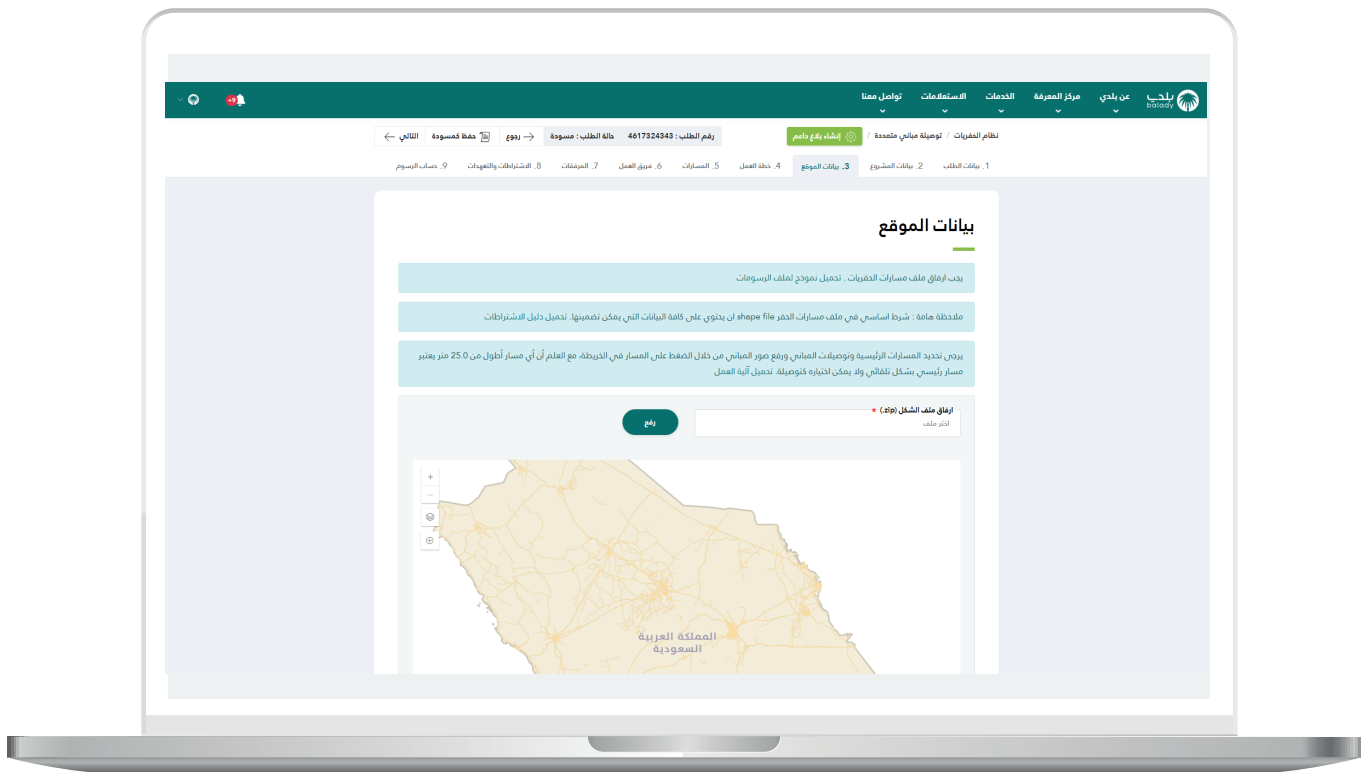 بلدي
balady
عن بلدي
مركز المعرفة
الخدمات
الاستعلامات
تواصل معنا
+9
نظام الحفريات / توصيلة مباني متعددة /
إنشاء بلاغ داعم
رقم الطلب : 4617324343
حالة الطلب : مسودة
رجوع
حفظ كمسودة
التالي
1. بيانات الطلب
2. بيانات المشروع
3. بيانات الموقع
4. خطة العمل
5. المسارات
6. فريق العمل
7. المرفقات
8. الاشتراطات والتعهدات
9. حساب الرسوم
بيانات الموقع
يجب ارفاق ملف مسارات الحفريات . تحميل نموذج لملف الرسومات
ملاحظة هامة : شرط اساسي في ملف مسارات الحفر shape file ان يحتوي على كافة البيانات التي يمكن تضمينها. تحميل دليل الاشتراطات
يرجى تحديد المسارات الرئيسية وتوصيلات المباني ورفع صور المباني من خلال الضغط على المسار في الخريطة، مع العلم أن أي مسار أطول من 25.0 متر يعتبر
مسار رئيسي بشكل تلقائي ولا يمكن اختياره كتوصيلة. تحميل آلية العمل
ارفاق ملف الشكل (zip.) *
اختر ملف
رفع
+
−
المملكة العربية
السعودية